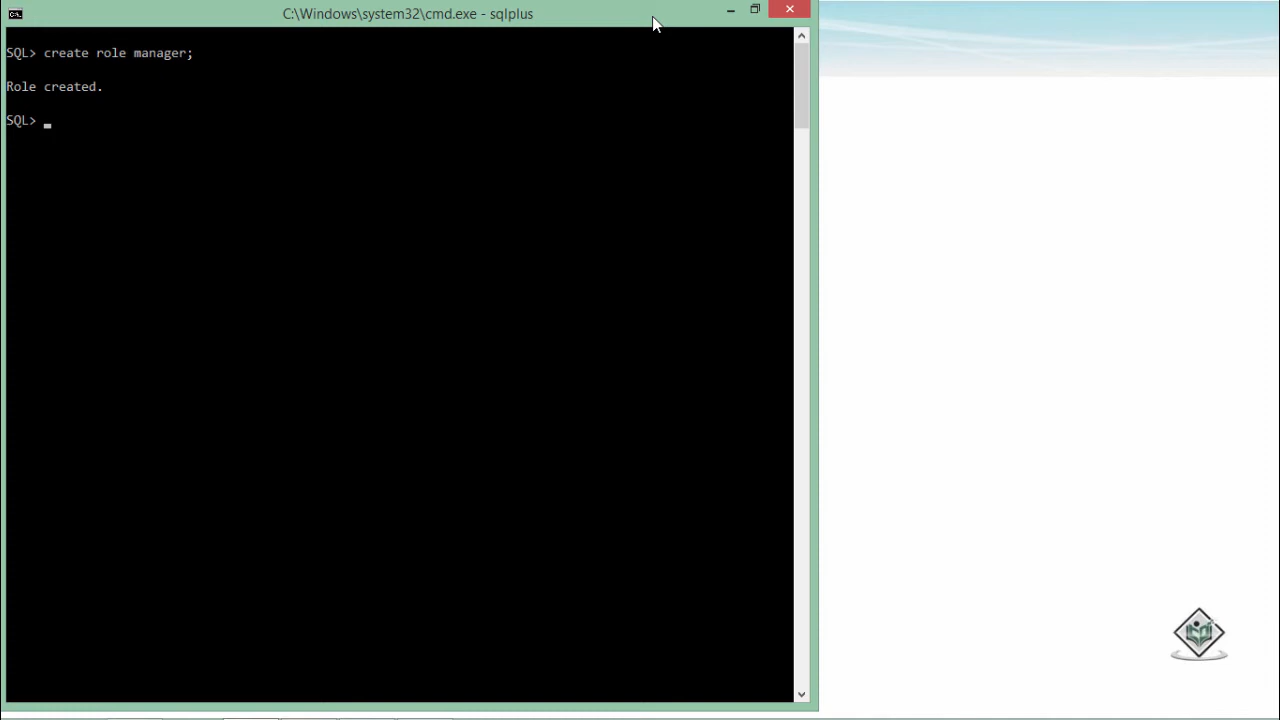 C:\Windows\system32\cmd.exe - sqlplus
SQL> create role manager;
Role created.
SQL>